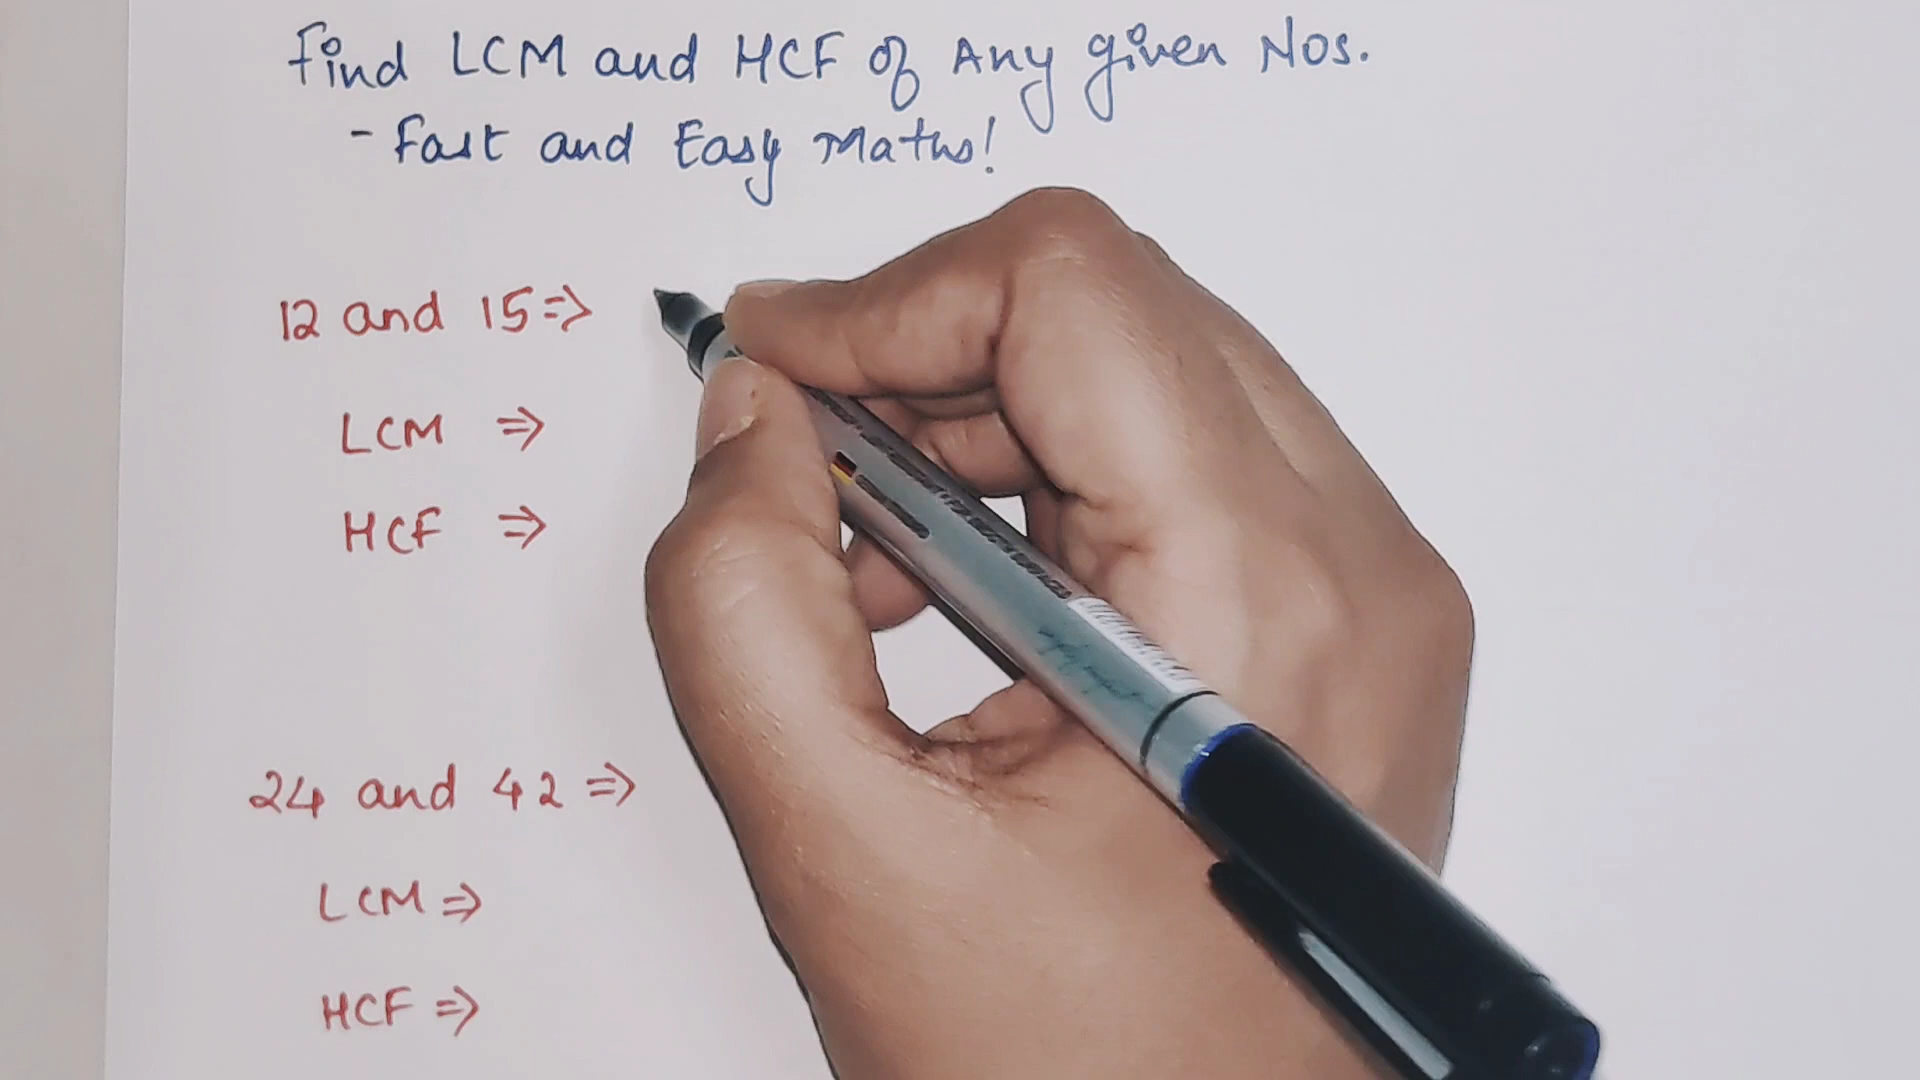 find LCM and HCF of Any given Nos.
- Fast and Easy Maths!
12 and 15 ⇒
LCM ⇒
HCF ⇒
24 and 42 ⇒
LCM ⇒
HCF ⇒